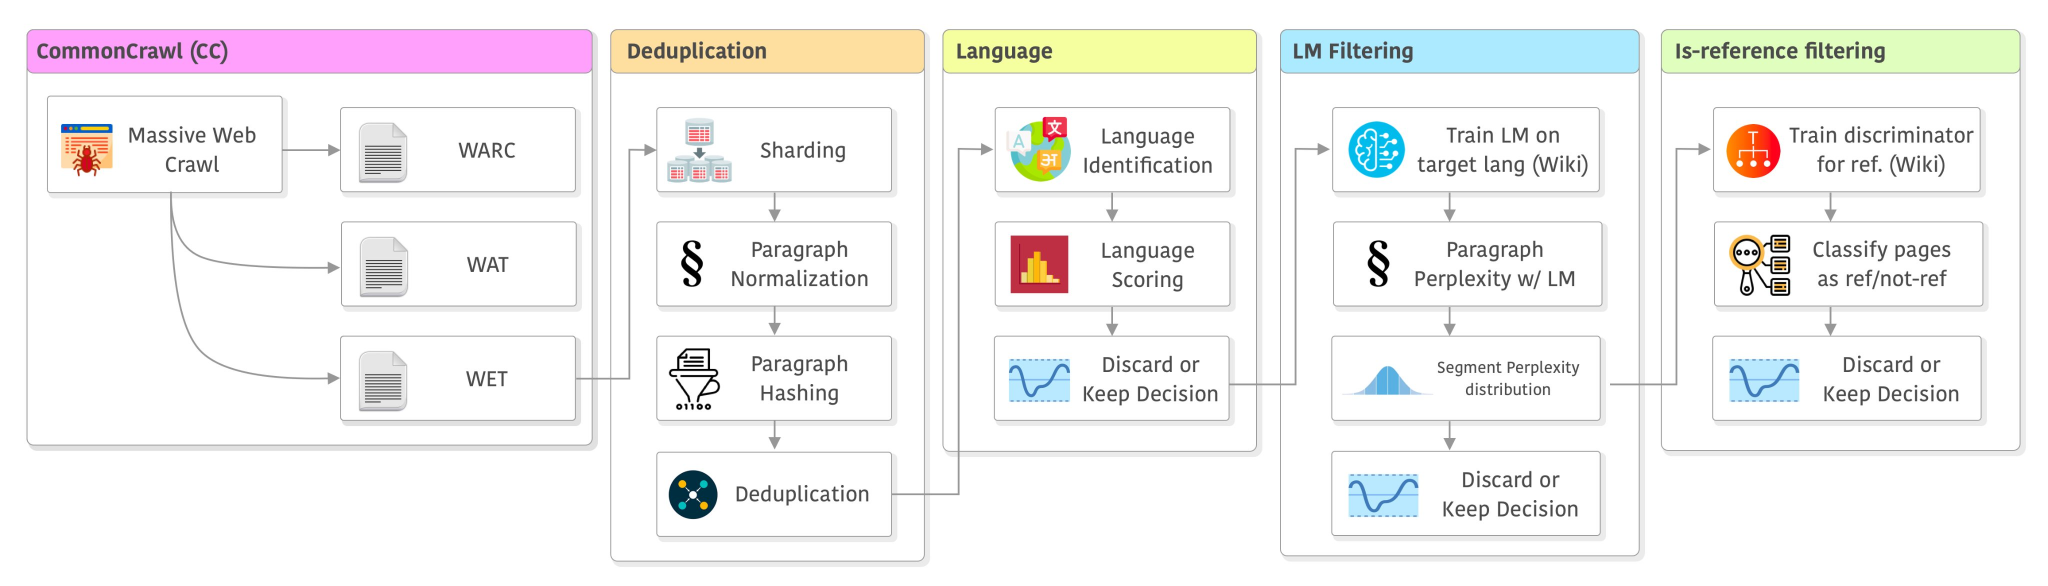 CommonCrawl (CC)
Massive Web
Crawl
WARC
WAT
WET
Deduplication
Sharding
§
Paragraph
Normalization
Paragraph
Hashing
01100
Deduplication
Language
A
文
अ
Language
Identification
Language
Scoring
Discard or
Keep Decision
LM Filtering
Train LM on
target lang (Wiki)
§
Paragraph
Perplexity w/ LM
Segment Perplexity
distribution
Discard or
Keep Decision
Is-reference filtering
T
Train discriminator
for ref. (Wiki)
Classify pages
as ref/not-ref
Discard or
Keep Decision